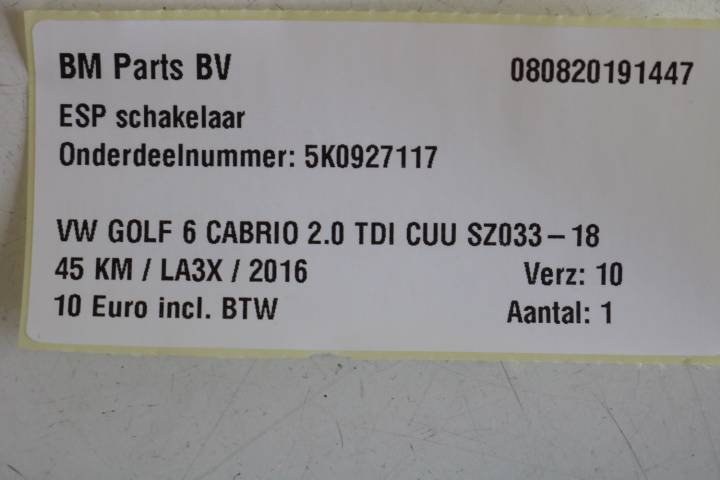 BM Parts BV 080820191447
ESP schakelaar
Onderdeelnummer: 5K0927117
VW GOLF 6 CABRIO 2.0 TDI CUU SZ033-18
45 KM / LA3X / 2016 Verz: 10
10 Euro incl. BTW Aantal: 1